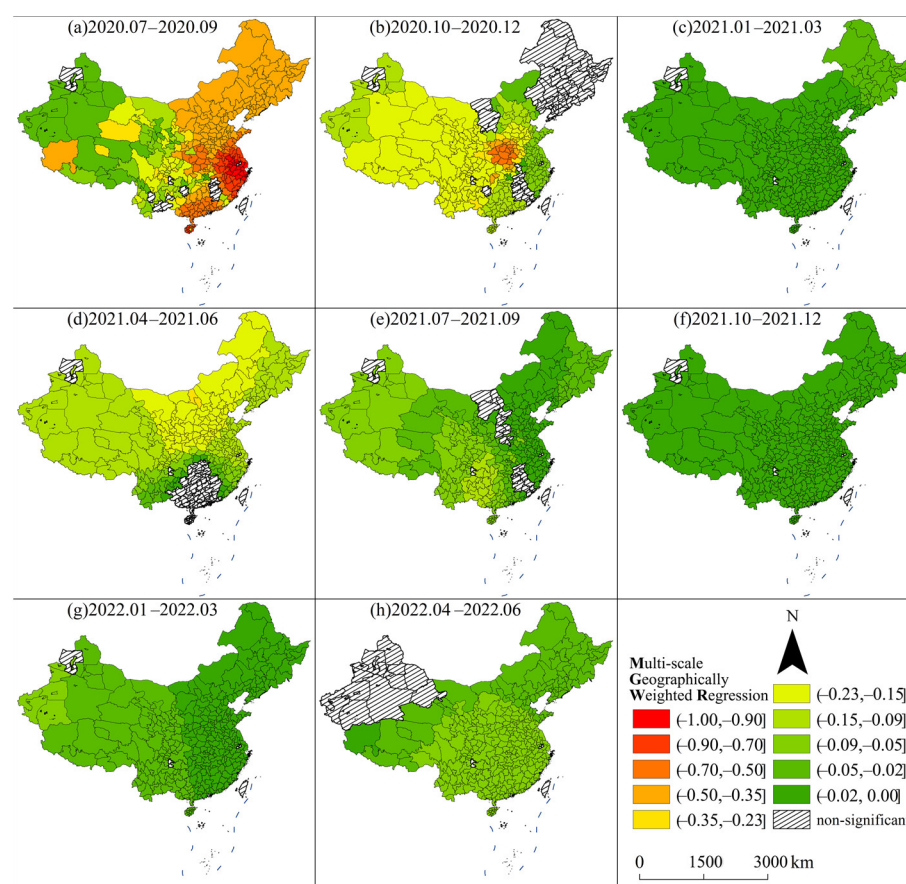 (a)2020.07–2020.09
(b)2020.10–2020.12
(c)2021.01–2021.03
(d)2021.04–2021.06
(e)2021.07–2021.09
(f)2021.10–2021.12
(g)2022.01–2022.03
(h)2022.04–2022.06
N
Multi-scale
Geographically
Weighted Regression
(–1.00,–0.90]
(–0.90,–0.70]
(–0.70,–0.50]
(–0.50,–0.35]
(–0.35,–0.23]
(–0.23,–0.15]
(–0.15,–0.09]
(–0.09,–0.05]
(–0.05,–0.02]
(–0.02, 0.00]
non-significan
0 1500 3000 km